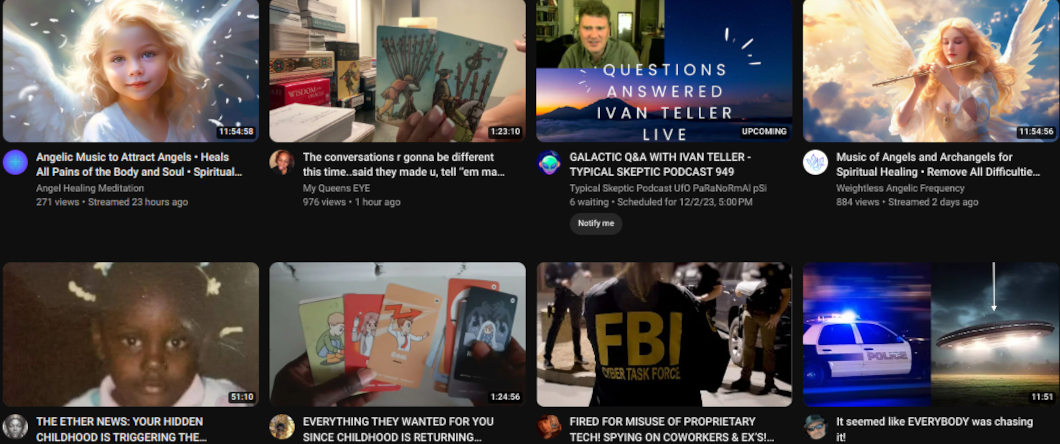 WISDOM
11:54:58
1:23:10
QUESTIONS
ANSWERED
IVAN TELLER
LIVE
UPCOMING
11:54:56
Angelic Music to Attract Angels • Heals
All Pains of the Body and Soul • Spiritual...
Angel Healing Meditation
271 views • Streamed 23 hours ago
The conversations r gonna be different
this time..said they made u, tell "em ma...
My Queens EYE
976 views • 1 hour ago
GALACTIC Q&A WITH IVAN TELLER -
TYPICAL SKEPTIC PODCAST 949
Typical Skeptic Podcast UfO PaRaNoRmAl pSi
6 waiting • Scheduled for 12/2/23, 5:00 PM
Notify me
Music of Angels and Archangels for
Spiritual Healing • Remove All Difficultie...
Weightless Angelic Frequency
884 views • Streamed 2 days ago
51:10
1:24:56
FBI
CYBER TASK FORCE
POLICE
11:51
THE ETHER NEWS: YOUR HIDDEN
CHILDHOOD IS TRIGGERING THE...
EVERYTHING THEY WANTED FOR YOU
SINCE CHILDHOOD IS RETURNING...
FIRED FOR MISUSE OF PROPRIETARY
TECH! SPYING ON COWORKERS & EX'S!...
It seemed like EVERYBODY was chasing
it!